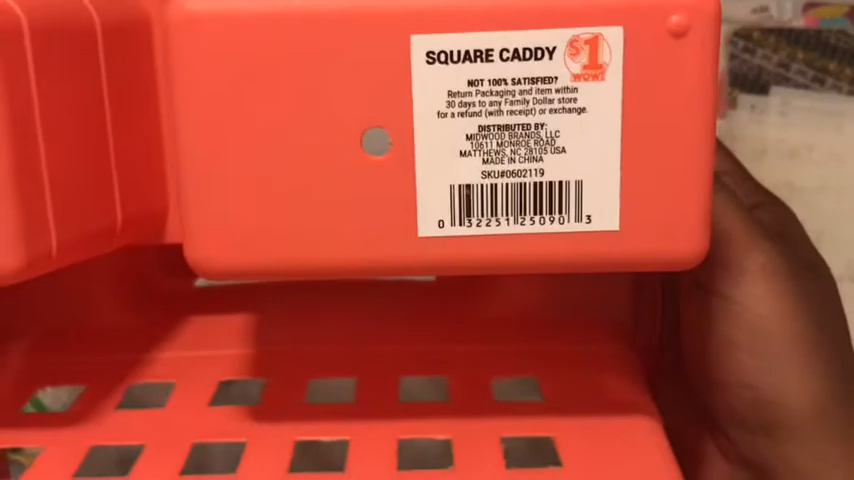 SQUARE CADDY
$1
WOW!
NOT 100% SATISFIED?
Return Packaging and item within
30 days to any Family Dollar store
for a refund (with receipt) or exchange.
DISTRIBUTED BY:
MIDWOOD BRANDS, LLC
10611 MONROE ROAD
MATTHEWS, NC 28105 USA
MADE IN CHINA
SKU#0602119
0 32251 25090 3